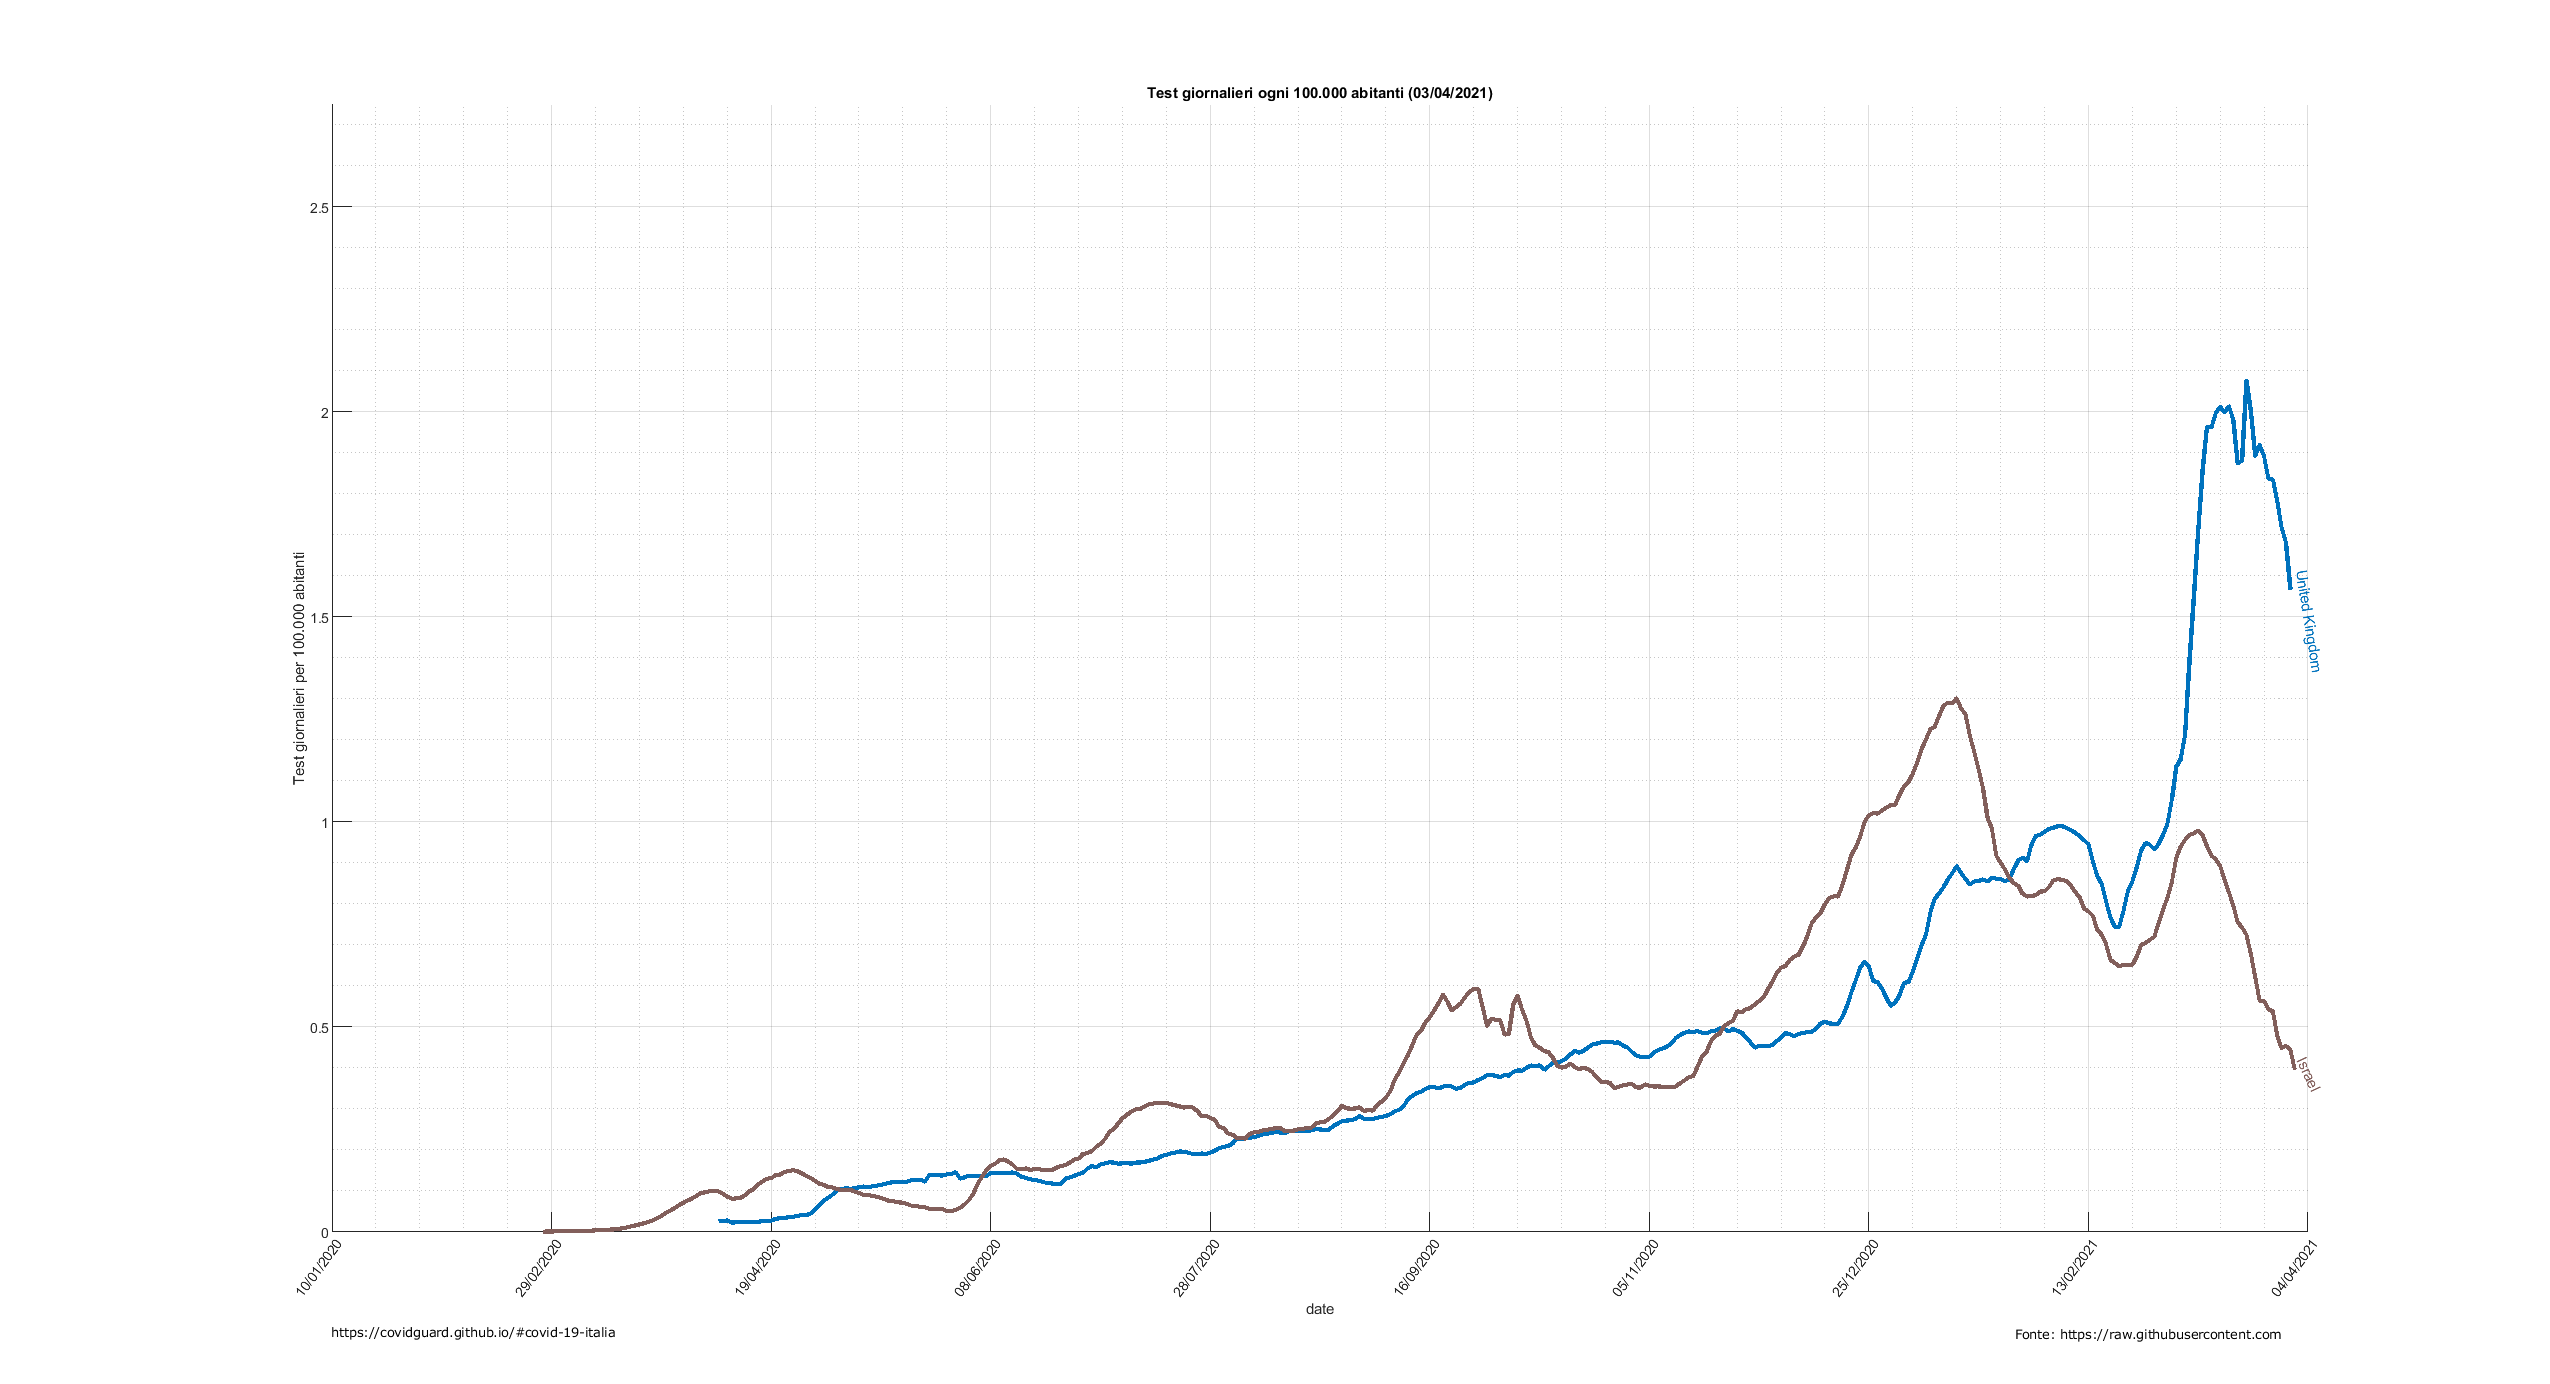 Test giornalieri ogni 100.000 abitanti (03/04/2021)
Test giornalieri per 100.000 abitanti
2.5
2
1.5
1
0.5
0
United Kingdom
Israel
10/01/2020
29/02/2020
19/04/2020
08/06/2020
28/07/2020
16/09/2020
05/11/2020
25/12/2020
13/02/2021
04/04/2021
date
https://covidguard.github.io/#covid-19-italia
Fonte: https://raw.githubusercontent.com